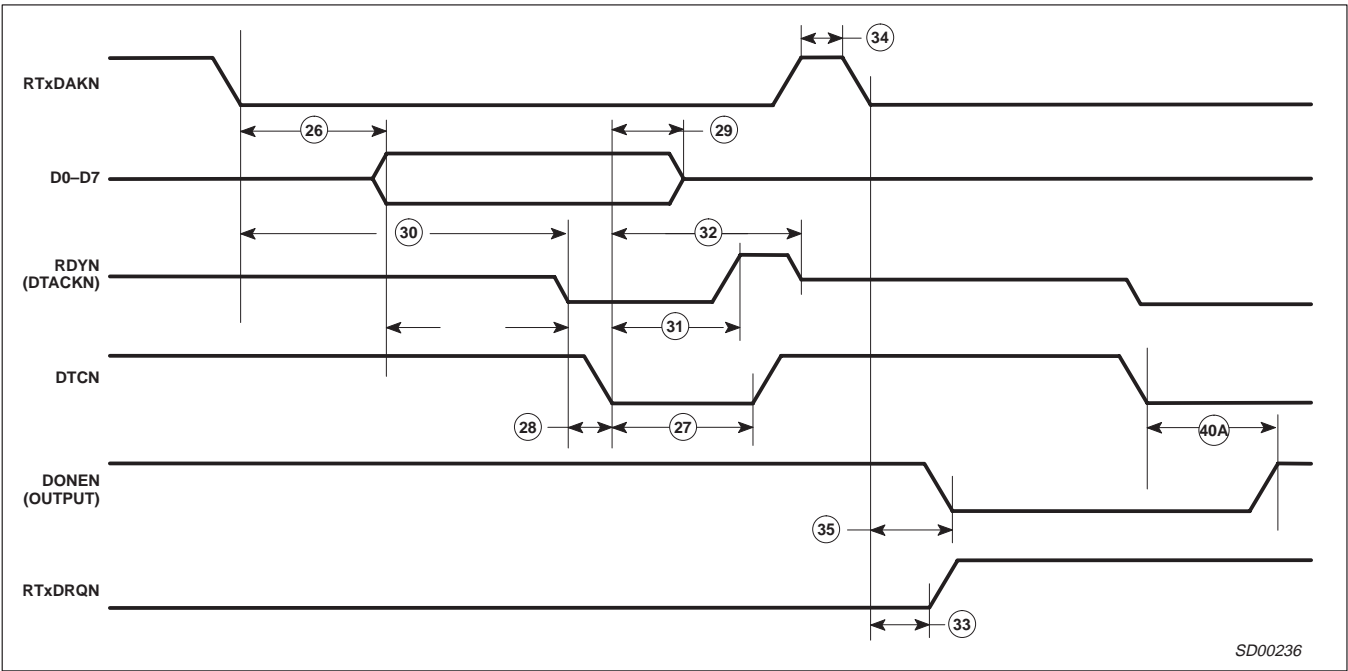 34
RTxDAKN
26
29
D0–D7
30
32
RDYN
(DTACKN)
31
DTCN
28
27
40A
DONEN
(OUTPUT)
35
RTxDRQN
33
SD00236